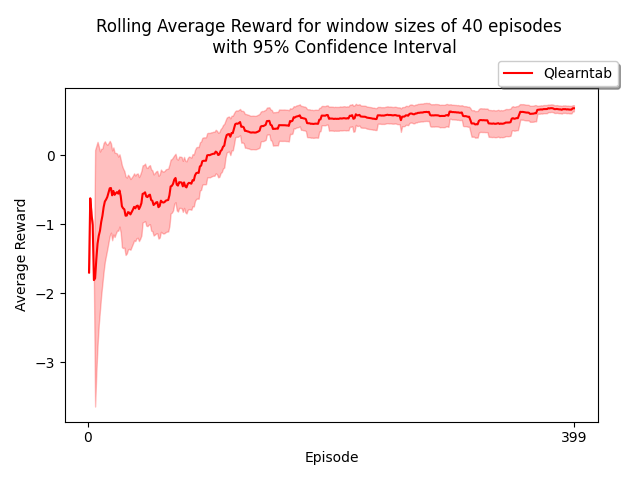 Rolling Average Reward for window sizes of 40 episodes
with 95% Confidence Interval
Qlearntab
0
−1
−2
−3
Average Reward
0
399
Episode